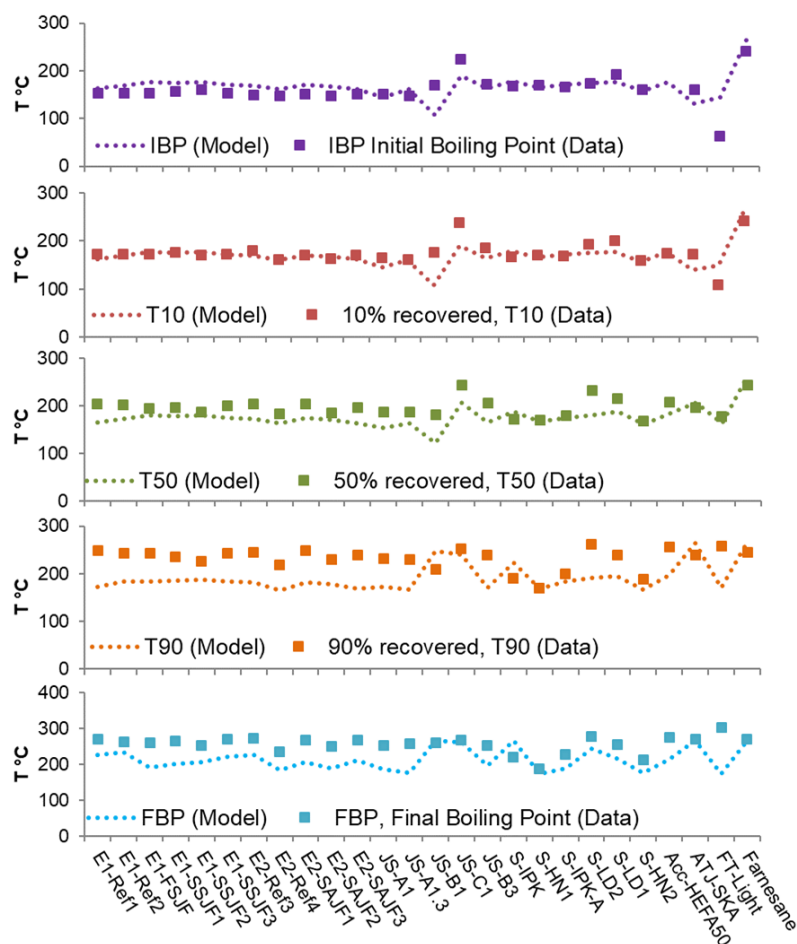 300
200
100
0
T °C
IBP (Model) IBP Initial Boiling Point (Data)
300
200
100
0
T °C
T10 (Model) 10% recovered, T10 (Data)
300
200
100
0
T °C
T50 (Model) 50% recovered, T50 (Data)
300
200
100
0
T °C
T90 (Model) 90% recovered, T90 (Data)
400
300
200
100
0
T °C
FBP (Model) FBP, Final Boiling Point (Data)
E1-Ref1
E1-Ref2
E1-FSJF
E1-SSJF1
E1-SSJF2
E1-SSJF3
E2-Ref3
E2-Ref4
E2-SAJF1
E2-SAJF2
E2-SAJF3
JS-A1
JS-A1.3
JS-B1
JS-C1
JS-B3
S-IPK
S-HN1
S-IPK-A
S-LD2
S-LD1
S-HN2
Acc-HEFA50
ATJ-SKA
FT-Light
Farnesane